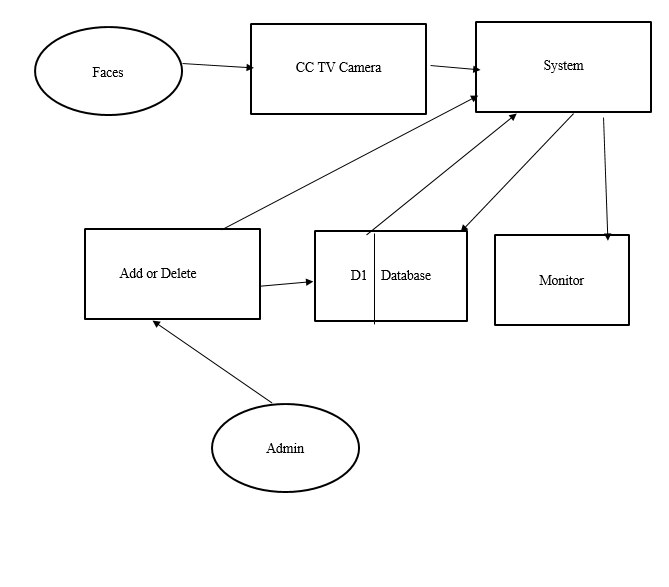 Faces
CC TV Camera
System
Add or Delete
D1 Database
Monitor
Admin